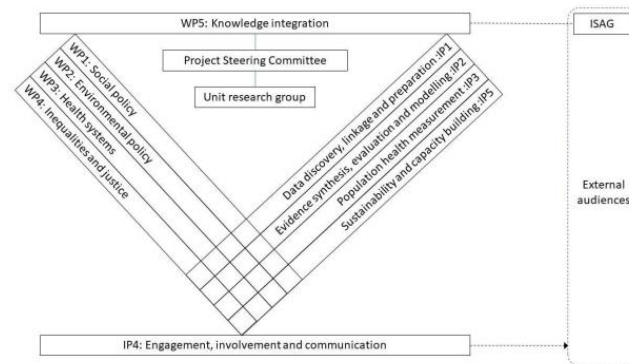 WP5: Knowledge integration
ISAG
Project Steering Committee
Unit research group
WP1: Social policy
WP2: Environmental policy
WP3: Health systems
WP4: Inequalities and justice
Data discovery, linkage and preparation :IP1
Evidence synthesis, evaluation and modelling :IP2
Population health measurement :IP3
Sustainability and capacity building :IP5
External
audiences
IP4: Engagement, involvement and communication